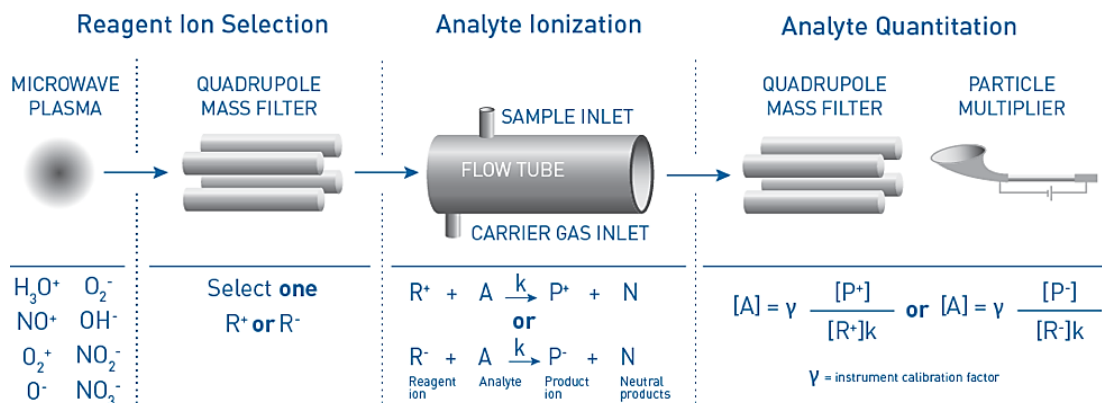 Reagent Ion Selection
Analyte Ionization
Analyte Quantitation
MICROWAVE
PLASMA
QUADRUPOLE
MASS FILTER
SAMPLE INLET
FLOW TUBE
CARRIER GAS INLET
QUADRUPOLE
MASS FILTER
PARTICLE
MULTIPLIER
H₃O⁺ O₂⁻
NO⁺ OH⁻
O₂⁺ NO₂⁻
O⁻ NO₃⁻
Select one
R⁺ or R⁻
R⁺ + A k→ P⁺ + N
or
R⁻ + A k→ P⁻ + N
Reagent ion Analyte Product ion Neutral products
[A] = γ [P⁺] / [R⁺]k or [A] = γ [P⁻] / [R⁻]k
γ = instrument calibration factor